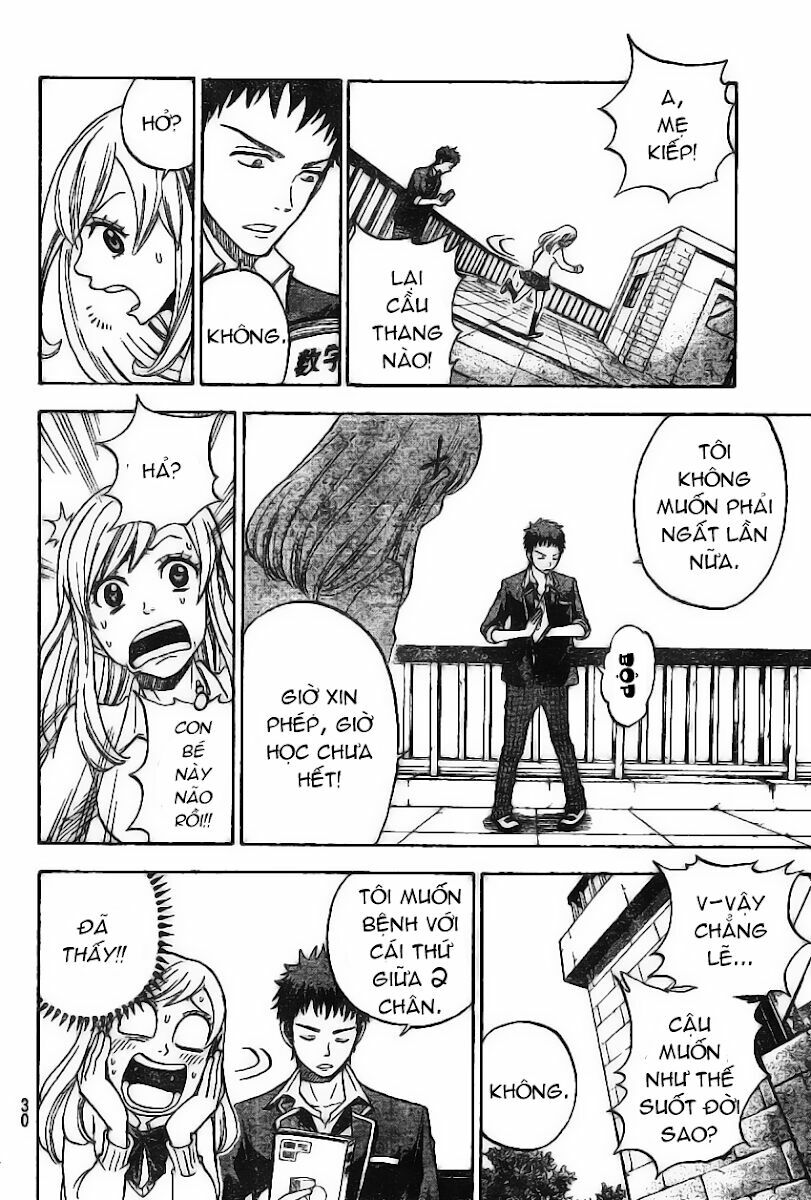 A,
MẸ
KIẾP!
LẠI
CẦU
THANG
NÀO!
KHÔNG.
数学
HỞ?
TÔI
KHÔNG
MUỐN PHẢI
NGẤT LẦN
NỮA.
BỘP
GIỜ XIN
PHÉP, GIỜ
HỌC CHƯA
HẾT!
HẢ?
CON
BÉ
NÀY
NÃO
RỒI!!
V-VẬY
CHẲNG
LẼ...
CẬU
MUỐN
NHƯ THẾ
SUỐT ĐỜI
SAO?
KHÔNG.
TÔI MUỐN
BỆNH VỚI
CÁI THỨ
GIỮA 2
CHÂN.
ĐÃ
THẤY!!
30